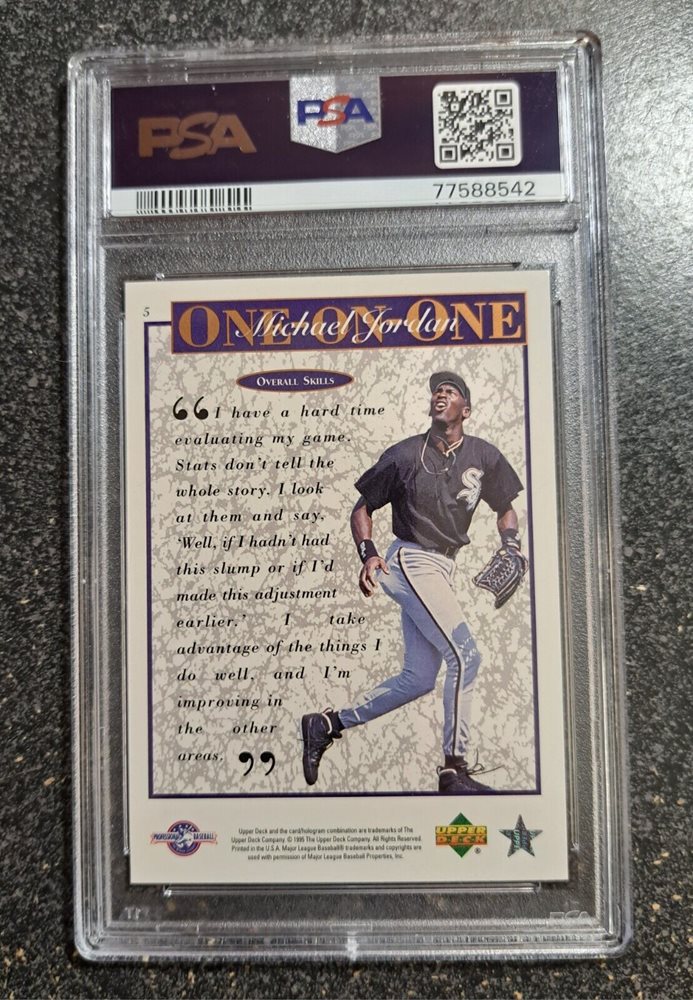 PSA
PSA
77588542
5
ONE-ON-ONE
Michael Jordan
OVERALL SKILLS
“I have a hard time
evaluating my game.
Stats don't tell the
whole story. I look
at them and say,
'Well, if I hadn't had
this slump or if I'd
made this adjustment
earlier.' I take
advantage of the things I
do well, and I'm
improving in
the other
areas.”
Sox
PROFESSIONAL BASEBALL
Upper Deck and the card/hologram combination are trademarks of The
Upper Deck Company. © 1995 The Upper Deck Company. All Rights Reserved.
Printed in the U.S.A. Major League Baseball® trademarks and copyrights are
used with permission of Major League Baseball Properties, Inc.
UPPER
DECK
®
PSA